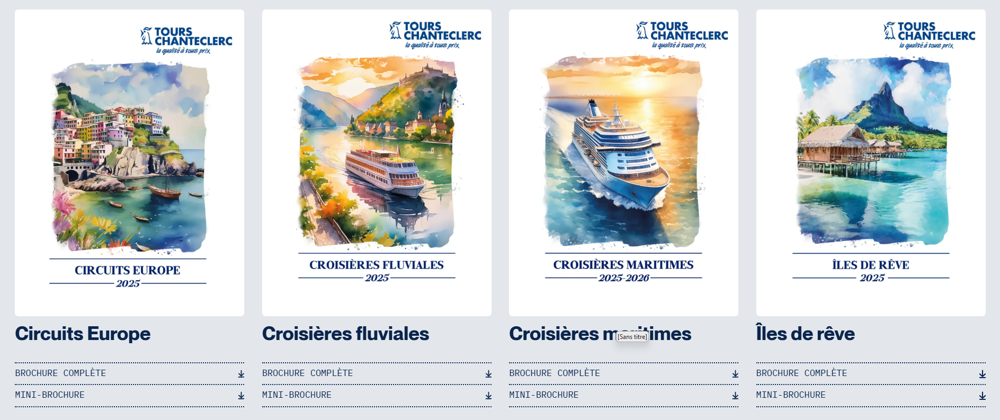 TOURS
CHANTECLERC
la qualité à tous prix
CIRCUITS EUROPE
2025
Circuits Europe
BROCHURE COMPLÈTE
MINI-BROCHURE
TOURS
CHANTECLERC
la qualité à tous prix
CROISIÈRES FLUVIALES
2025
Croisières fluviales
BROCHURE COMPLÈTE
MINI-BROCHURE
TOURS
CHANTECLERC
la qualité à tous prix
CROISIÈRES MARITIMES
2025-2026
Croisières maritimes
[Sans titre]
BROCHURE COMPLÈTE
MINI-BROCHURE
TOURS
CHANTECLERC
la qualité à tous prix
ÎLES DE RÊVE
2025
Îles de rêve
BROCHURE COMPLÈTE
MINI-BROCHURE